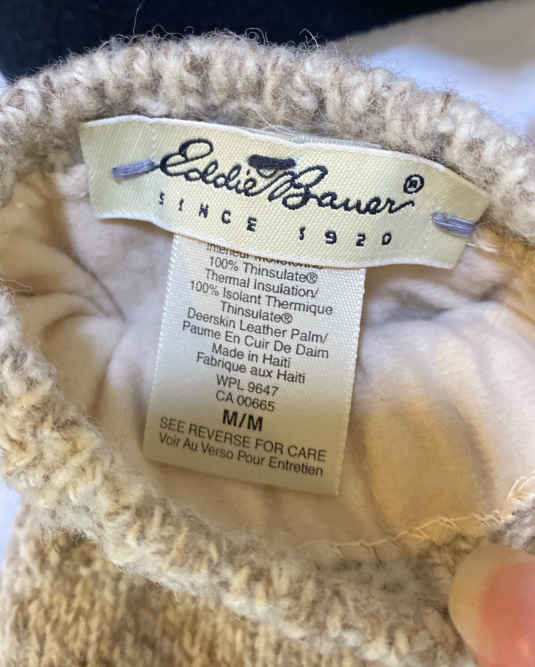 Eddie Bauer®
SINCE 1920
100% Thinsulate®
Thermal Insulation/
100% Isolant Thermique
Thinsulate®
Deerskin Leather Palm/
Paume En Cuir De Daim
Made in Haiti
Fabrique aux Haiti
WPL 9647
CA 00665
M/M
SEE REVERSE FOR CARE
Voir Au Verso Pour Entretien